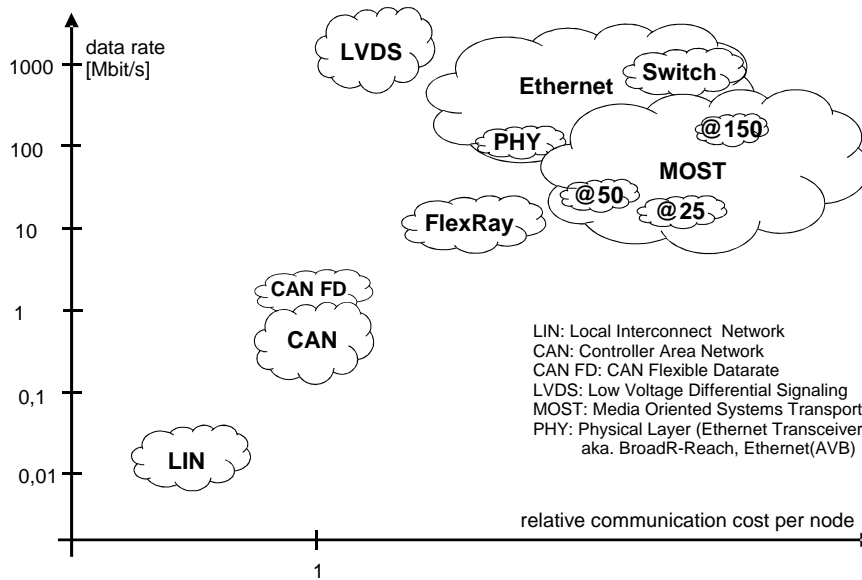 data rate
[Mbit/s]
1000
100
10
1
0,1
0,01
LVDS
Ethernet
Switch
PHY
@150
MOST
@50
@25
FlexRay
CAN FD
CAN
LIN
LIN: Local Interconnect Network
CAN: Controller Area Network
CAN FD: CAN Flexible Datarate
LVDS: Low Voltage Differential Signaling
MOST: Media Oriented Systems Transport
PHY: Physical Layer (Ethernet Transceiver
aka. BroadR-Reach, Ethernet(AVB)
relative communication cost per node
1